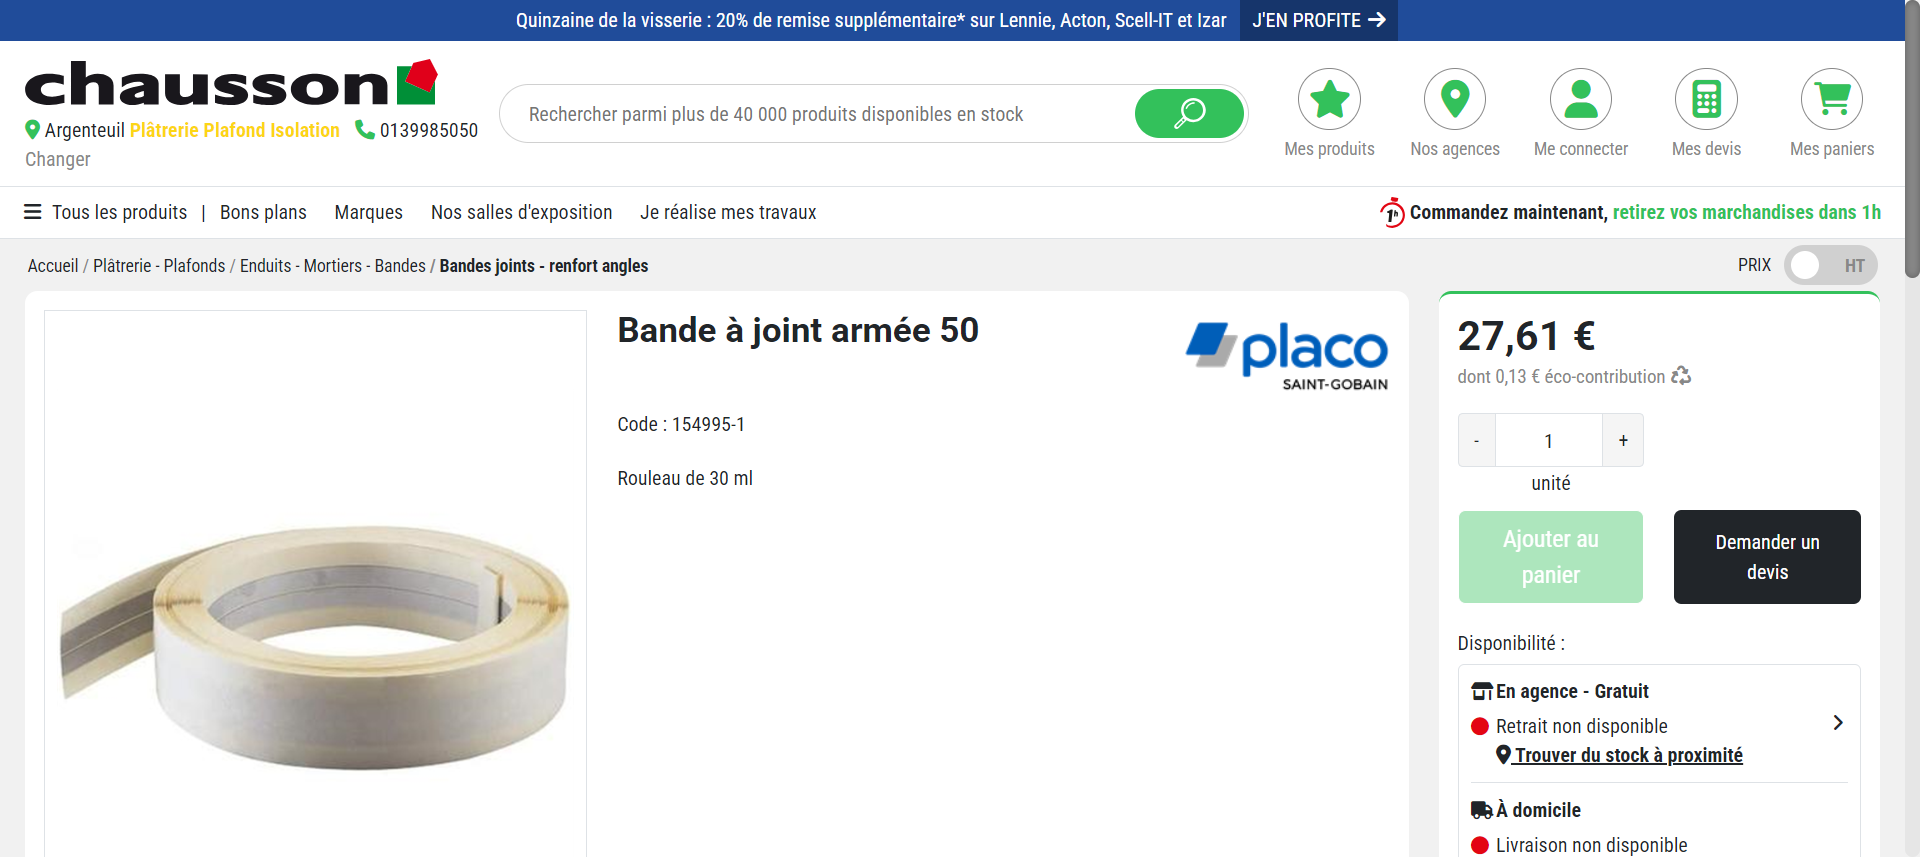 Quinzaine de la visserie : 20% de remise supplémentaire* sur Lennie, Acton, Scell-IT et Izar J'EN PROFITE
chausson
Argenteuil Plâtrerie Plafond Isolation 0139985050
Changer
Rechercher parmi plus de 40 000 produits disponibles en stock
Mes produits
Nos agences
Me connecter
Mes devis
Mes paniers
Tous les produits | Bons plans Marques Nos salles d'exposition Je réalise mes travaux
1h Commandez maintenant, retirez vos marchandises dans 1h
Accueil / Plâtrerie - Plafonds / Enduits - Mortiers - Bandes / Bandes joints - renfort angles
PRIX HT
Bande à joint armée 50
placo
SAINT-GOBAIN
Code : 154995-1
Rouleau de 30 ml
27,61 €
dont 0,13 € éco-contribution
- 1 +
unité
Ajouter au
panier
Demander un
devis
Disponibilité :
En agence - Gratuit
Retrait non disponible
Trouver du stock à proximité
À domicile
Livraison non disponible